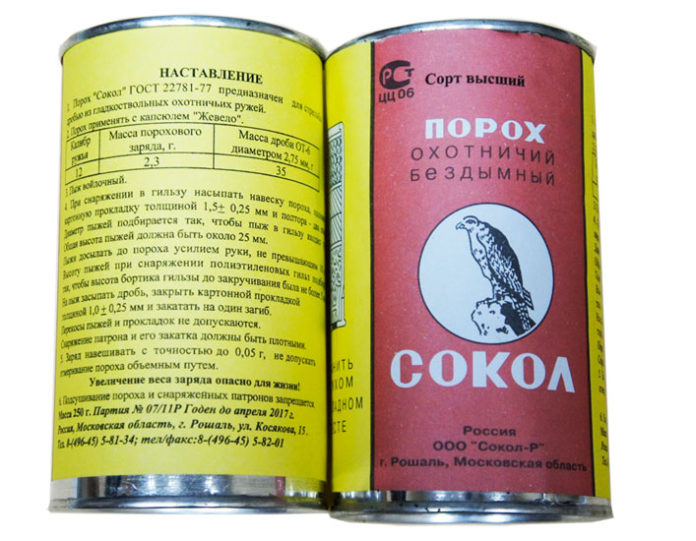 НАСТАВЛЕНИЕ
1. Порох "Сокол" ГОСТ 22781-77 предназначен для
дробью из гладкоствольных охотничьих ружей.
2. Порох применять с капсюлем "Жевело".
Калибр ружья
Масса порохового заряда, г.
Масса дроби ОТ-6 диаметром 2,75 мм, г
12
2,3
35
3. Пыж войлочный.
4. При снаряжении в гильзу насыпать навеску пороха,
картонную прокладку толщиной 1,5± 0,25 мм и полтора - два
Диаметр пыжей подбирается так, чтобы пыж в гильзу
Общая высота пыжей должна быть около 25 мм.
Пыжи досылать до пороха усилием руки, не превышающим
Высоту пыжей при снаряжении полиэтиленовых гильз
так, чтобы высота бортика гильзы до закручивания была не более
На пыж засыпать дробь, закрыть картонной прокладкой
толщиной 1,0± 0,25 мм и закатать на один загиб.
Перекосы пыжей и прокладок не допускаются.
Снаряжение патрона и его закатка должны быть плотными.
5. Заряд навешивать с точностью до 0,05 г, не допускать
отмеривание пороха объемным путем.
Увеличение веса заряда опасно для жизни!
6. Подсушивание пороха и снаряженных патронов запрещается.
Масса 250 г. Партия № 07/11Р Годен до апреля 2017г.
Россия, Московская область, г. Рошаль, ул. Косякова, 15.
Тел. 8-(496-45) 5-81-34; тел/факс:8-(496-45) 5-82-01
РСТ
ЦЦ 06
Сорт высший
ПОРОХ
ОХОТНИЧИЙ
БЕЗДЫМНЫЙ
СОКОЛ
Россия
ООО "Сокол-Р"
г. Рошаль, Московская область